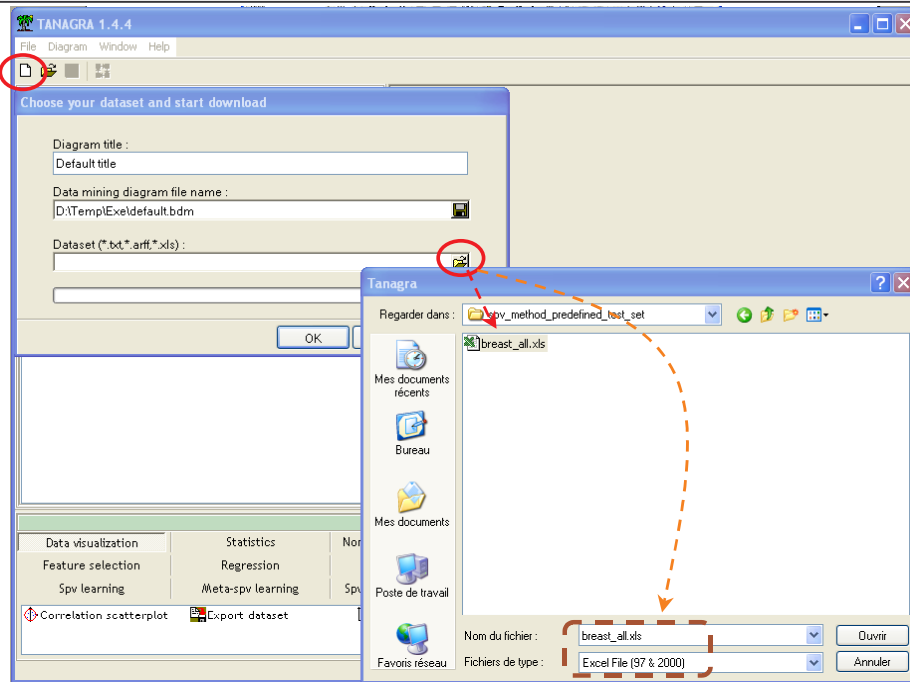 TANAGRA 1.4.4
File Diagram Window Help
Choose your dataset and start download
Diagram title :
Default title
Data mining diagram file name :
D:\Temp\Exe\default.bdm
Dataset (*.txt,*.arff,*.xls) :
OK
Tanagra
Regarder dans : spv_method_predefined_test_set
breast_all.xls
Mes documents
récents
Bureau
Mes documents
Poste de travail
Favoris réseau
Nom du fichier : breast_all.xls Ouvrir
Fichiers de type : Excel File (97 & 2000) Annuler
Data visualization Statistics
Feature selection Regression
Spv learning Meta-spv learning
Correlation scatterplot Export dataset